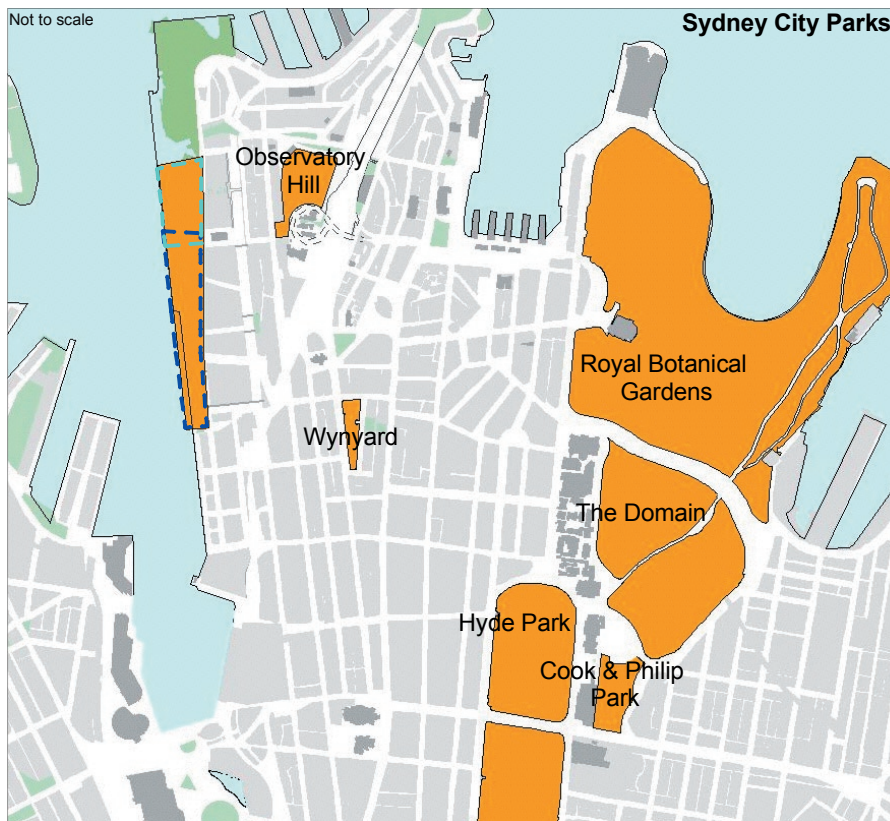 Not to scale
Sydney City Parks
Observatory
Hill
Royal Botanical
Gardens
Wynyard
The Domain
Hyde Park
Cook & Philip
Park